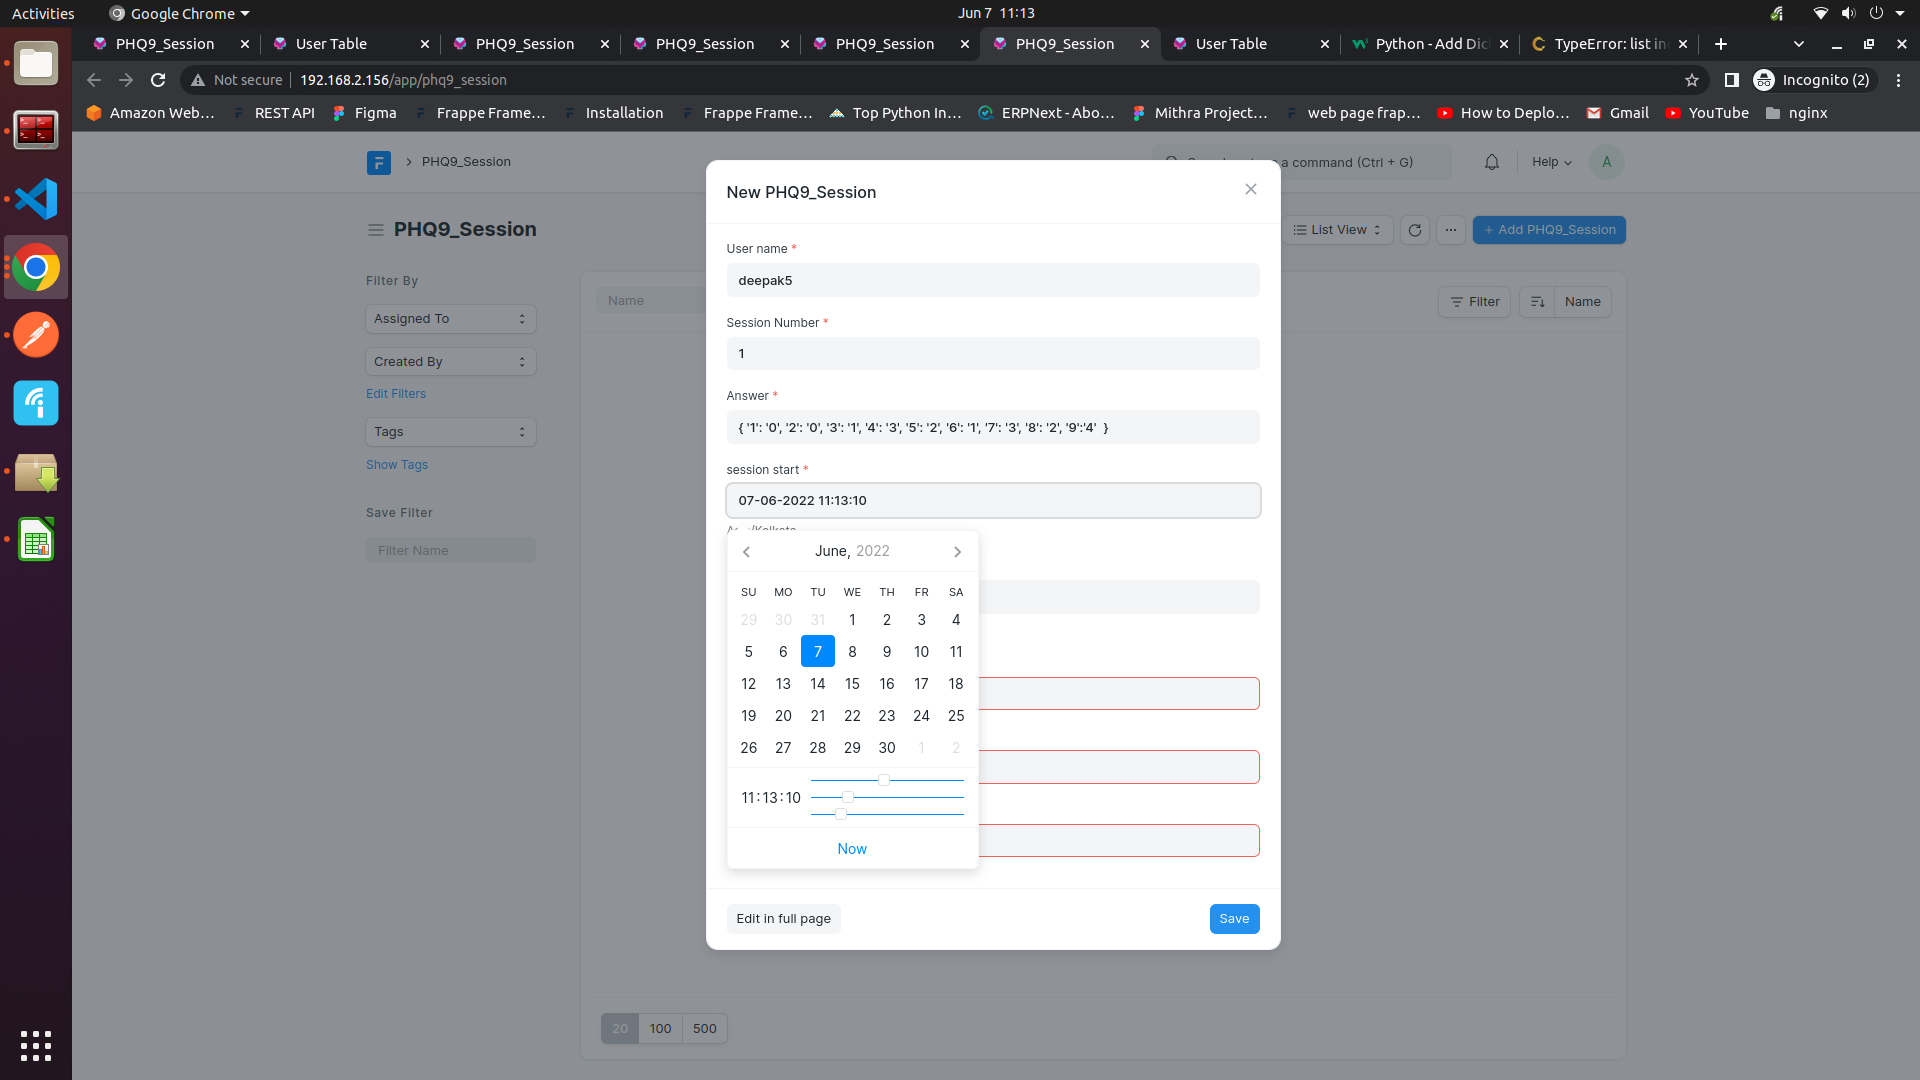 Activities
Google Chrome
Jun 7 11:13
PHQ9_Session
User Table
PHQ9_Session
PHQ9_Session
PHQ9_Session
PHQ9_Session
User Table
Python - Add Dic
TypeError: list in
Not secure
192.168.2.156/app/phq9_session
Incognito (2)
Amazon Web...
REST API
Figma
Frappe Frame...
Installation
Frappe Frame...
Top Python In...
ERPNext - Abo...
Mithra Project...
web page frap...
How to Deplo...
Gmail
YouTube
nginx
PHQ9_Session
a command (Ctrl + G)
Help
A
PHQ9_Session
List View
+ Add PHQ9_Session
Filter By
Assigned To
Created By
Edit Filters
Tags
Show Tags
Save Filter
Filter Name
Name
Filter
Name
New PHQ9_Session
User name *
deepak5
Session Number *
1
Answer *
{ '1': '0', '2': '0', '3': '1', '4': '3', '5': '2', '6': '1', '7': '3', '8': '2', '9':'4' }
session start *
07-06-2022 11:13:10
June, 2022
SU MO TU WE TH FR SA
29 30 31 1 2 3 4
5 6 7 8 9 10 11
12 13 14 15 16 17 18
19 20 21 22 23 24 25
26 27 28 29 30 1 2
11:13:10
Now
Edit in full page
Save
20 100 500